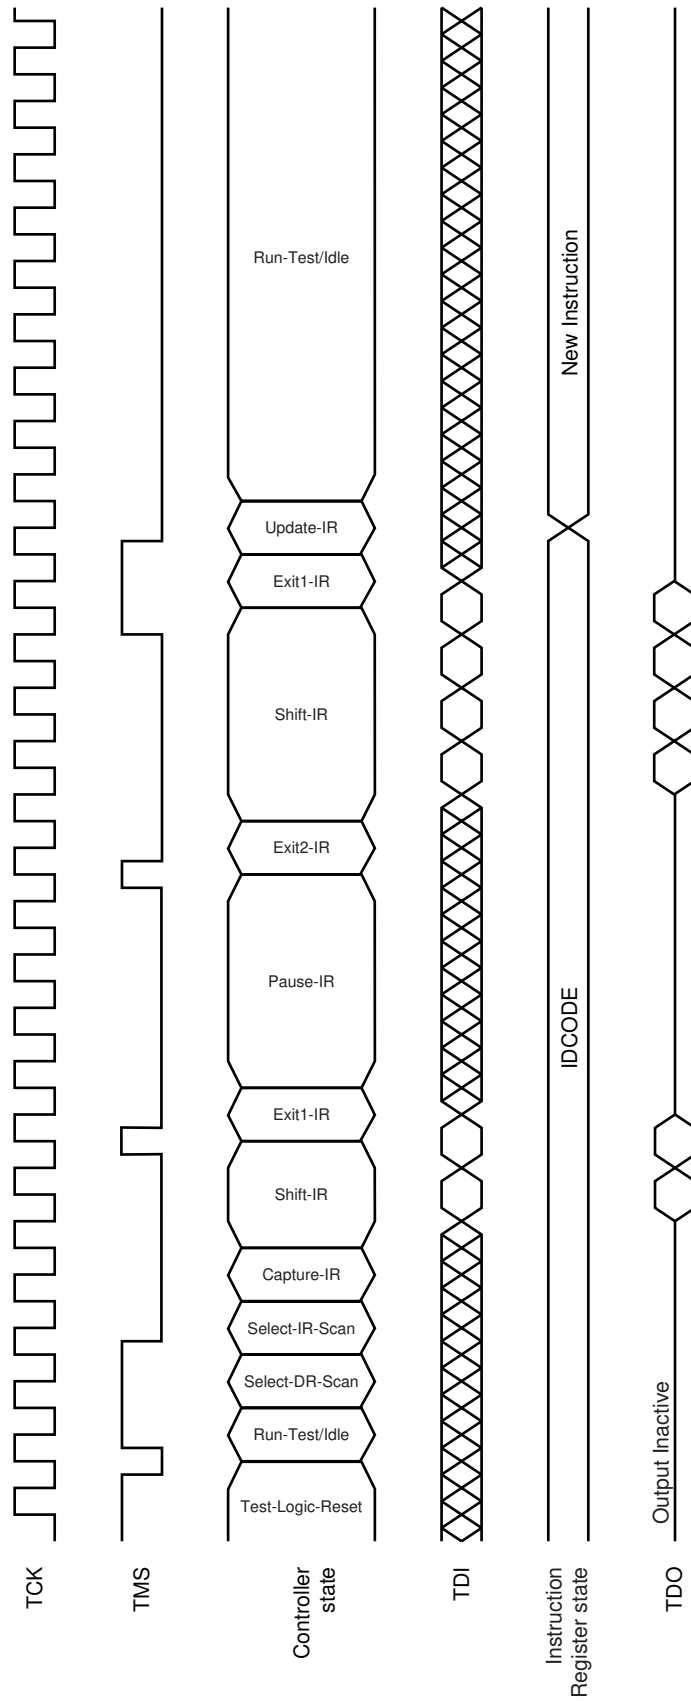 Run-Test/Idle
New Instruction
Update-IR
Exit1-IR
Shift-IR
Exit2-IR
Pause-IR
IDCODE
Exit1-IR
Shift-IR
Capture-IR
Select-IR-Scan
Select-DR-Scan
Output Inactive
Run-Test/Idle
Test-Logic-Reset
TCK
TMS
Controller
state
TDI
Instruction
Register state
TDO